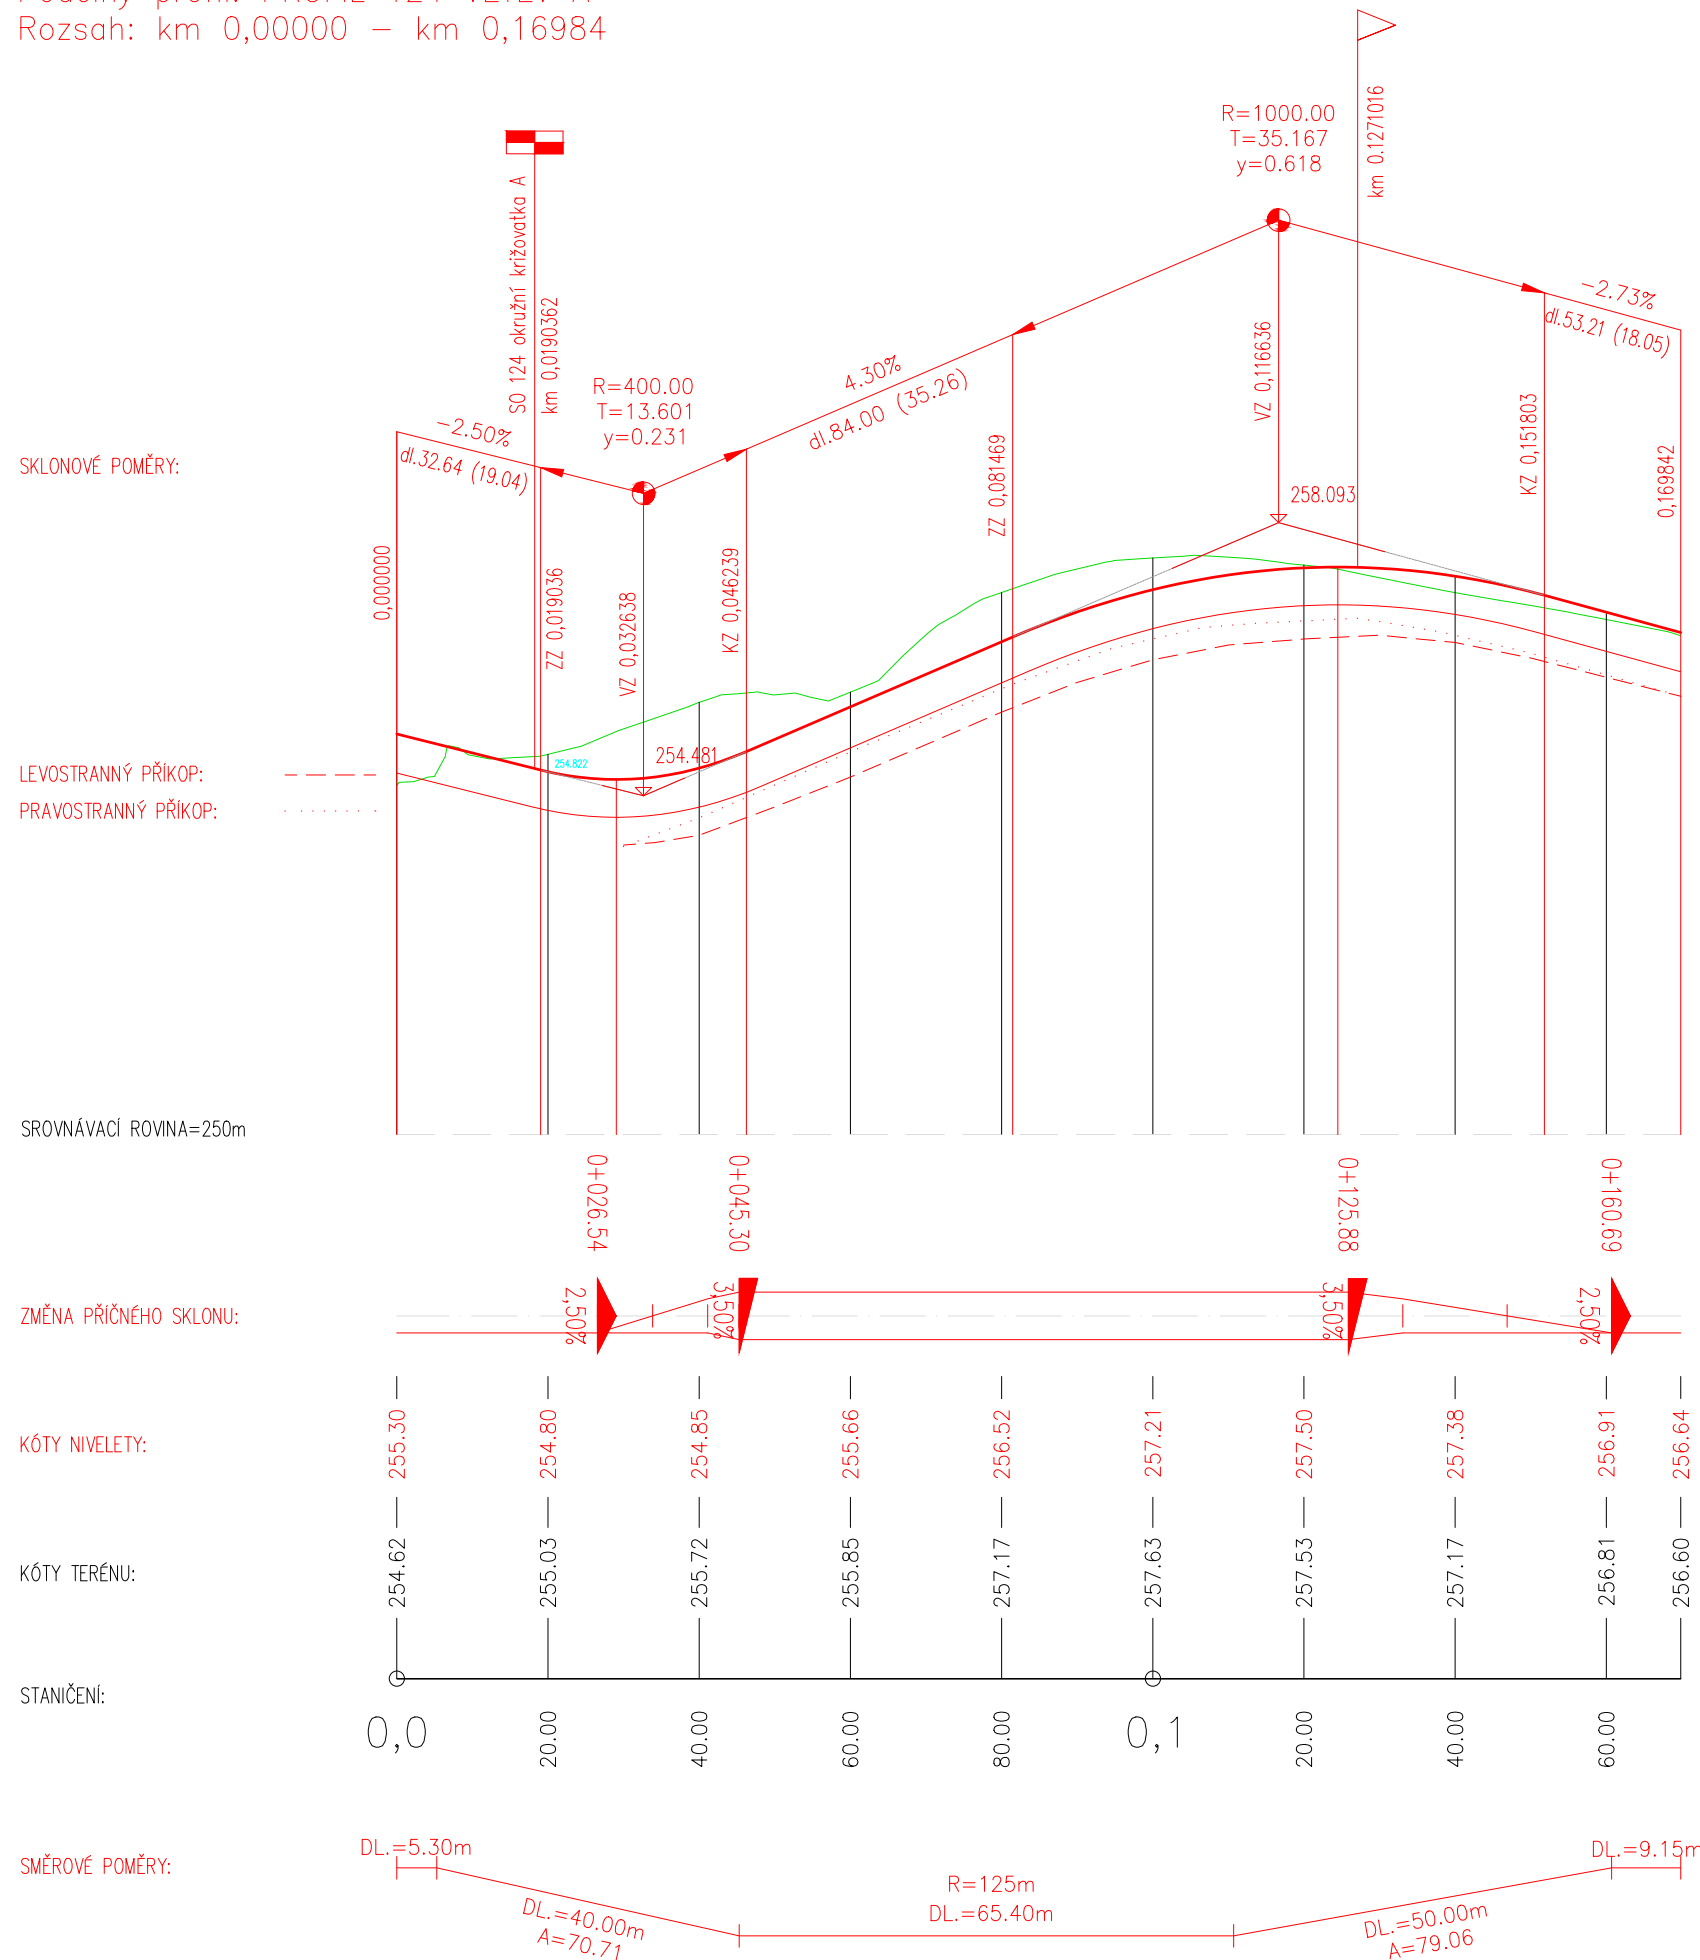 Rozsah: km 0,00000 – km 0,16984
R=1000.00
T=35.167
y=0.618
km 0.1271016
SO 124 okružní križovatka A
km 0,0190362
R=400.00
T=13.601
y=0.231
-2.50%
dl.32.64 (19.04)
4.30%
dl.84.00 (35.26)
-2.73%
dl.53.21 (18.05)
SKLONOVÉ POMĚRY:
0,000000
ZZ 0,019036
VZ 0,032638
KZ 0,046239
ZZ 0,081469
VZ 0,116636
KZ 0,151803
0,169842
258.093
254.481
254.822
LEVOSTRANNÝ PŘÍKOP:
PRAVOSTRANNÝ PŘÍKOP:
SROVNÁVACÍ ROVINA=250m
0+026.54
0+045.30
0+125.88
0+160.69
ZMĚNA PŘÍČNÉHO SKLONU:
2,50%
3,50%
3,50%
2,50%
KÓTY NIVELETY:
255.30
254.80
254.85
255.66
256.52
257.21
257.50
257.38
256.91
256.64
KÓTY TERÉNU:
254.62
255.03
255.72
255.85
257.17
257.63
257.53
257.17
256.81
256.60
STANIČENÍ:
0,0
20.00
40.00
60.00
80.00
0,1
20.00
40.00
60.00
SMĚROVÉ POMĚRY:
DL.=5.30m
DL.=40.00m
A=70.71
R=125m
DL.=65.40m
DL.=50.00m
A=79.06
DL.=9.15m